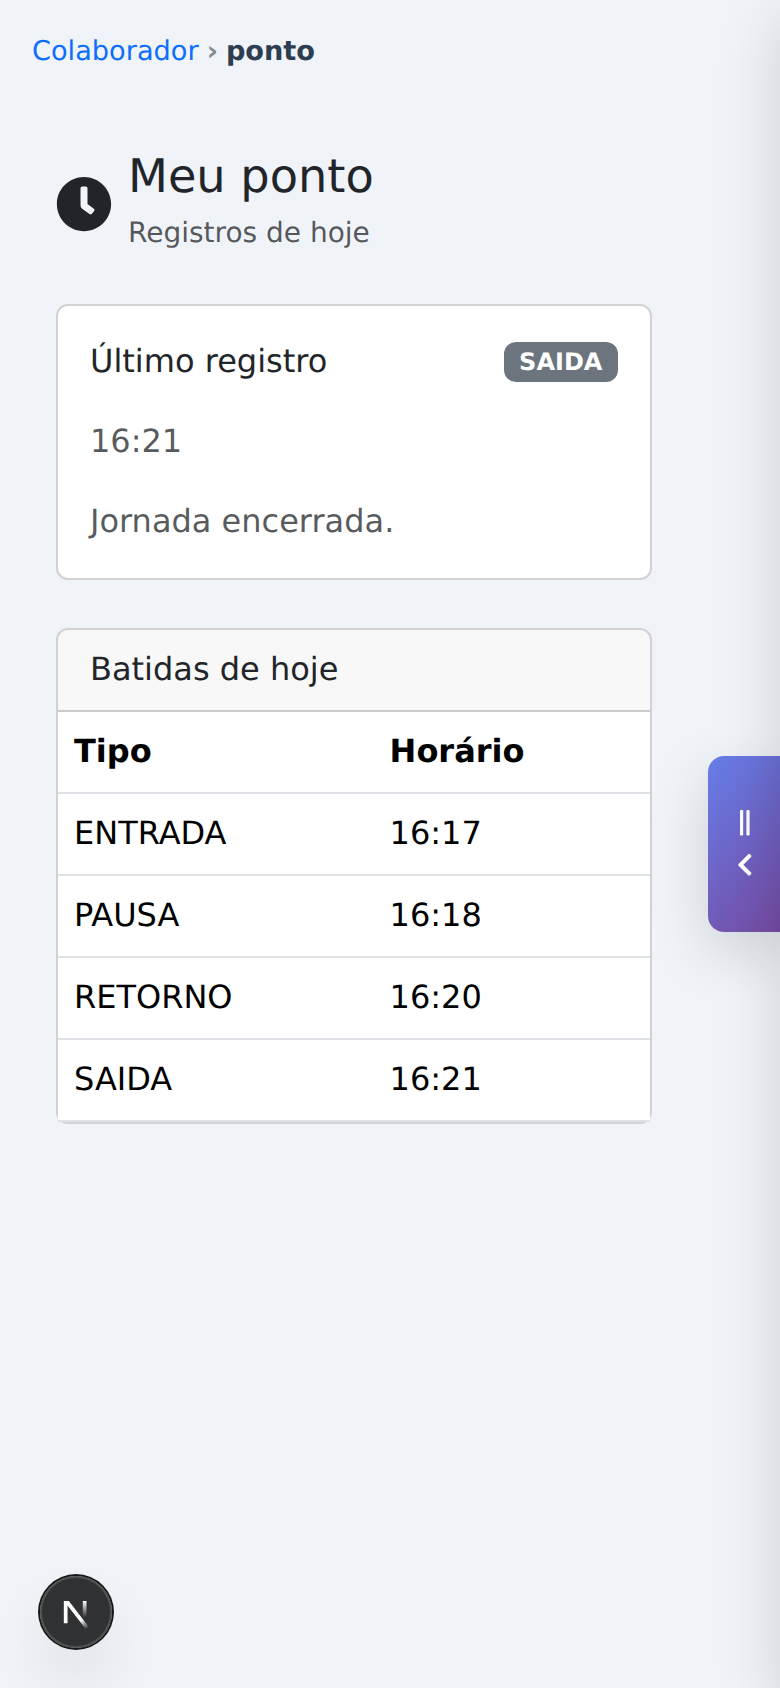 Colaborador › ponto
Meu ponto
Registros de hoje
Último registro SAIDA
16:21
Jornada encerrada.
Batidas de hoje
Tipo Horário
ENTRADA 16:17
PAUSA 16:18
RETORNO 16:20
SAIDA 16:21
N